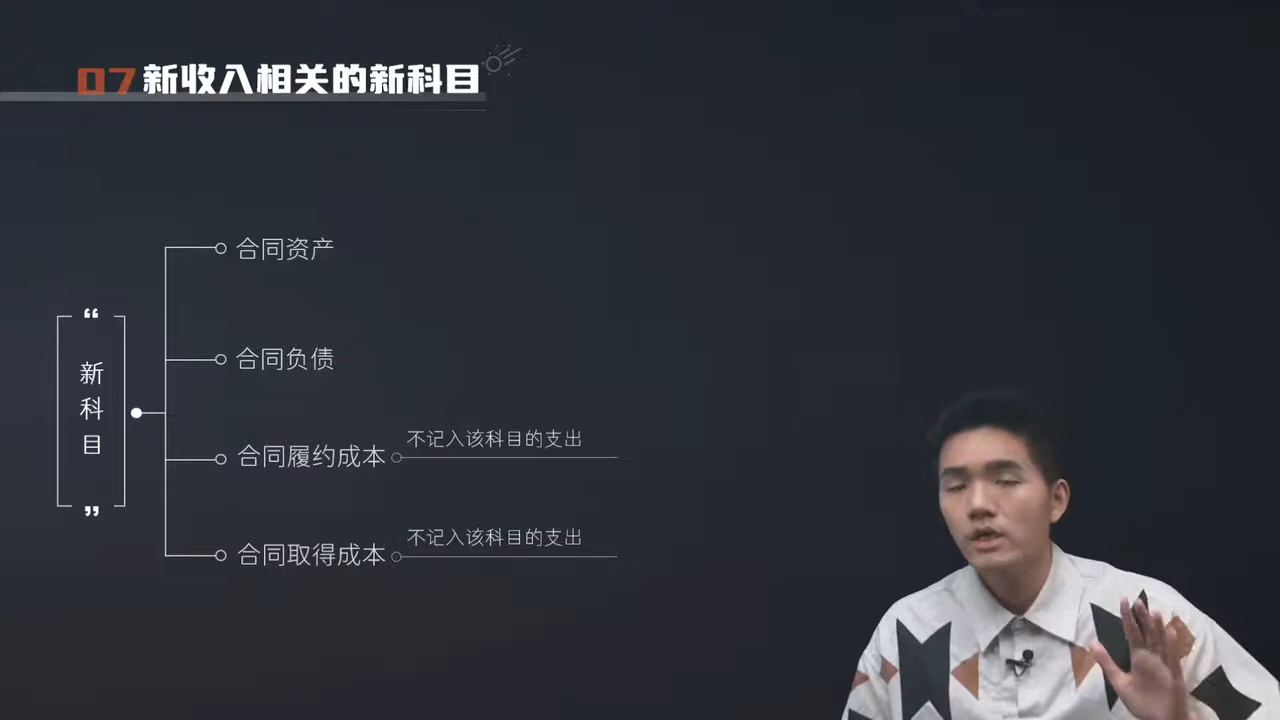 07 新收入相关的新科目
合同资产
合同负债
“
新科目
”
合同履约成本 不记入该科目的支出
合同取得成本 不记入该科目的支出